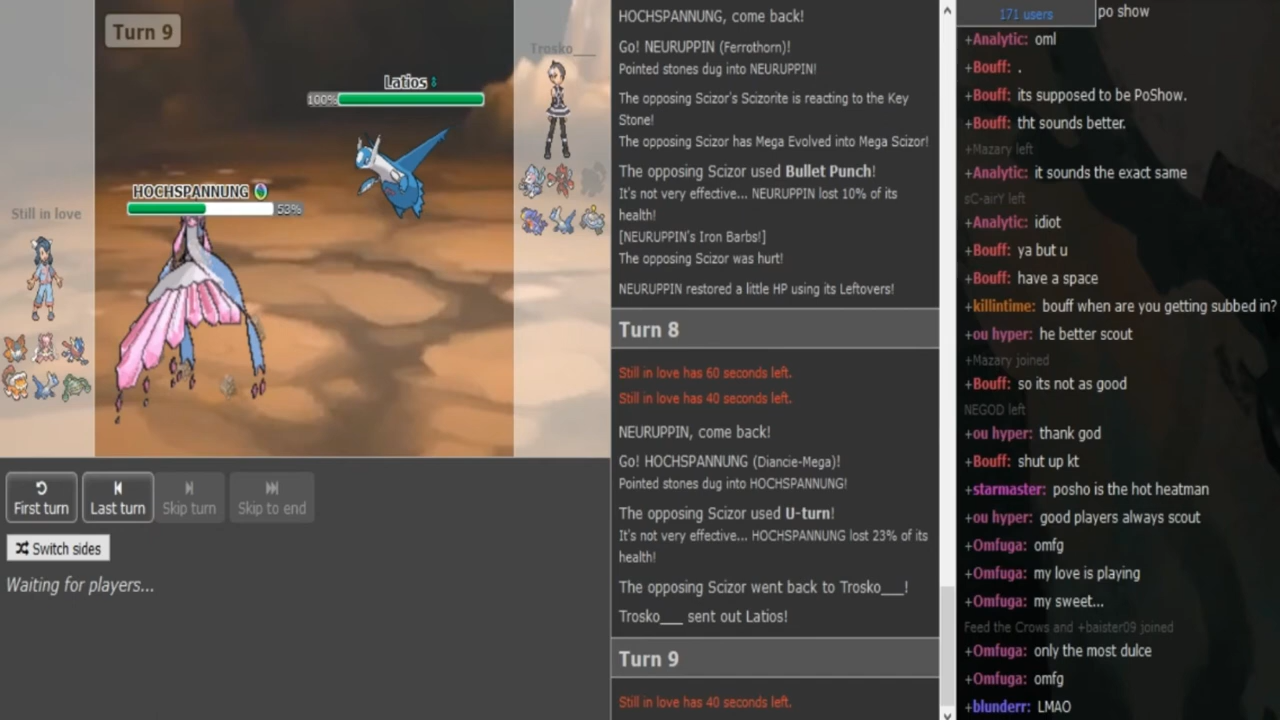 Turn 9
Trosko___
Latios
100%
HOCHSPANNUNG
53%
Still in love
First turn
Last turn
Skip turn
Skip to end
Switch sides
Waiting for players...
HOCHSPANNUNG, come back!
Go! NEURUPPIN (Ferrothorn)!
Pointed stones dug into NEURUPPIN!
The opposing Scizor's Scizorite is reacting to the Key
Stone!
The opposing Scizor has Mega Evolved into Mega Scizor!
The opposing Scizor used Bullet Punch!
It's not very effective... NEURUPPIN lost 10% of its
health!
[NEURUPPIN's Iron Barbs!]
The opposing Scizor was hurt!
NEURUPPIN restored a little HP using its Leftovers!
Turn 8
Still in love has 60 seconds left.
Still in love has 40 seconds left.
NEURUPPIN, come back!
Go! HOCHSPANNUNG (Diancie-Mega)!
Pointed stones dug into HOCHSPANNUNG!
The opposing Scizor used U-turn!
It's not very effective... HOCHSPANNUNG lost 23% of its
health!
The opposing Scizor went back to Trosko___!
Trosko___ sent out Latios!
Turn 9
Still in love has 40 seconds left.
171 users
po show
+Analytic: oml
+Bouff: .
+Bouff: its supposed to be PoShow.
+Bouff: tht sounds better.
+Mazary left
+Analytic: it sounds the exact same
sC-airY left
+Analytic: idiot
+Bouff: ya but u
+Bouff: have a space
+killintime: bouff when are you getting subbed in?
+ou hyper: he better scout
+Mazary joined
+Bouff: so its not as good
NEGOD left
+ou hyper: thank god
+Bouff: shut up kt
+starmaster: posho is the hot heatman
+ou hyper: good players always scout
+Omfuga: omfg
+Omfuga: my love is playing
+Omfuga: my sweet...
Feed the Crows and +baister09 joined
+Omfuga: only the most dulce
+Omfuga: omfg
+blunderr: LMAO